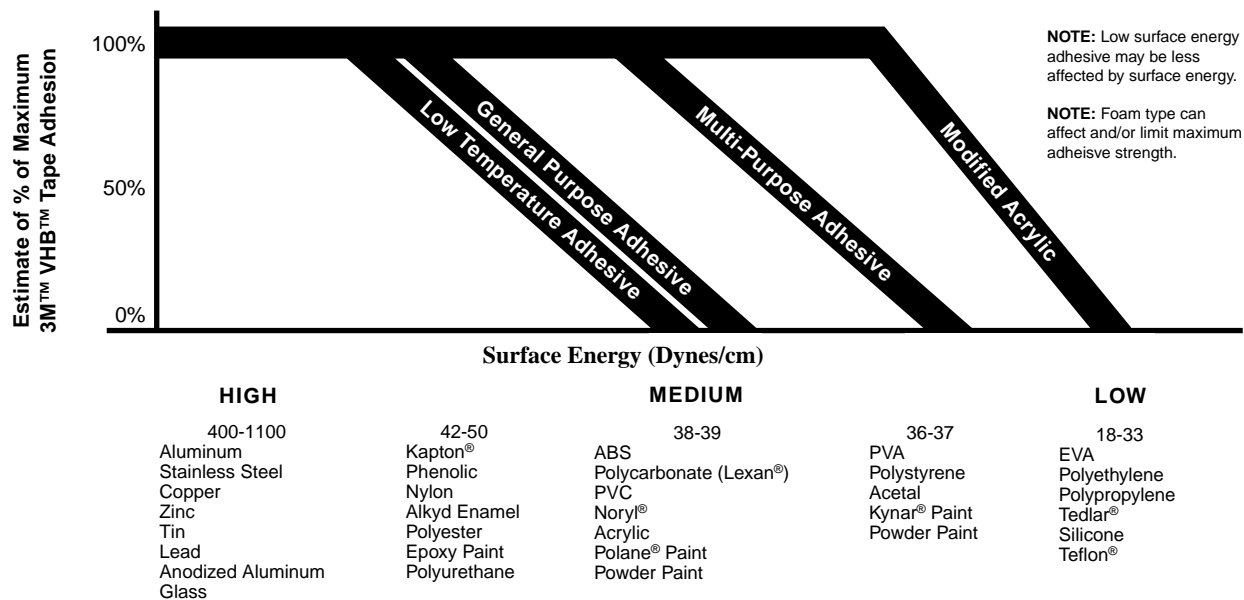 Estimate of % of Maximum
3M™ VHB™ Tape Adhesion
100%
50%
0%
Low Temperature Adhesive
General Purpose Adhesive
Multi-Purpose Adhesive
Modified Acrylic
NOTE: Low surface energy
adhesive may be less
affected by surface energy.
NOTE: Foam type can
affect and/or limit maximum
adheisve strength.
Surface Energy (Dynes/cm)
HIGH
400-1100
Aluminum
Stainless Steel
Copper
Zinc
Tin
Lead
Anodized Aluminum
Glass
42-50
Kapton®
Phenolic
Nylon
Alkyd Enamel
Polyester
Epoxy Paint
Polyurethane
MEDIUM
38-39
ABS
Polycarbonate (Lexan®)
PVC
Noryl®
Acrylic
Polane® Paint
Powder Paint
36-37
PVA
Polystyrene
Acetal
Kynar® Paint
Powder Paint
LOW
18-33
EVA
Polyethylene
Polypropylene
Tedlar®
Silicone
Teflon®